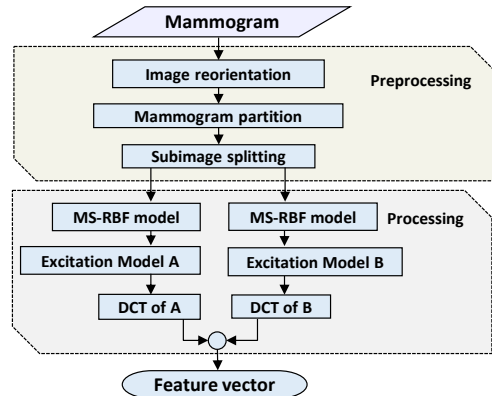 Mammogram
Image reorientation
Preprocessing
Mammogram partition
Subimage splitting
MS-RBF model
MS-RBF model
Processing
Excitation Model A
Excitation Model B
DCT of A
DCT of B
Feature vector